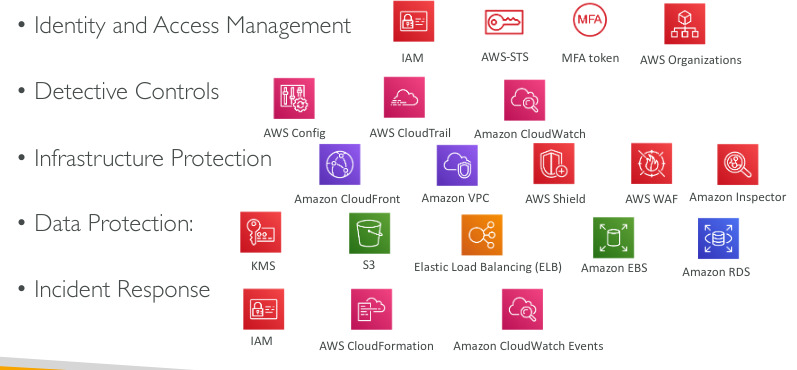 • Identity and Access Management
MFA
IAM
AWS-STS
MFA token
AWS Organizations
• Detective Controls
AWS Config
AWS CloudTrail
Amazon CloudWatch
• Infrastructure Protection
Amazon CloudFront
Amazon VPC
AWS Shield
AWS WAF
Amazon Inspector
• Data Protection:
KMS
S3
Elastic Load Balancing (ELB)
Amazon EBS
Amazon RDS
• Incident Response
IAM
AWS CloudFormation
Amazon CloudWatch Events